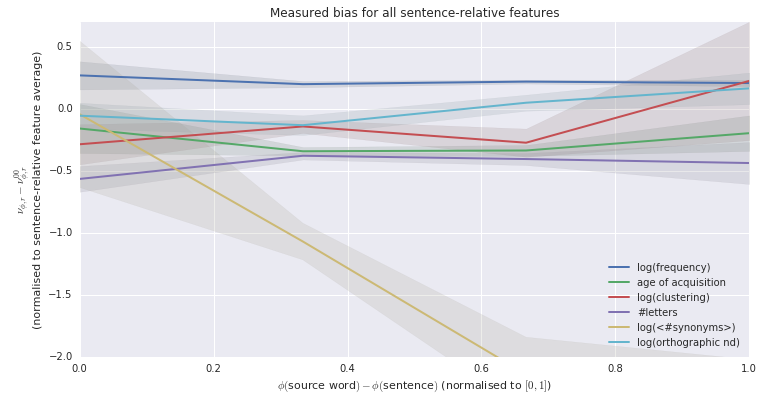 Measured bias for all sentence-relative features
ν_{ϕ,r} − ν^{00}_{ϕ,r}
(normalised to sentence-relative feature average)
0.5
0.0
−0.5
−1.0
−1.5
−2.0
log(frequency)
age of acquisition
log(clustering)
#letters
log(<#synonyms>)
log(orthographic nd)
0.0 0.2 0.4 0.6 0.8 1.0
ϕ(source word) − ϕ(sentence) (normalised to [0, 1])